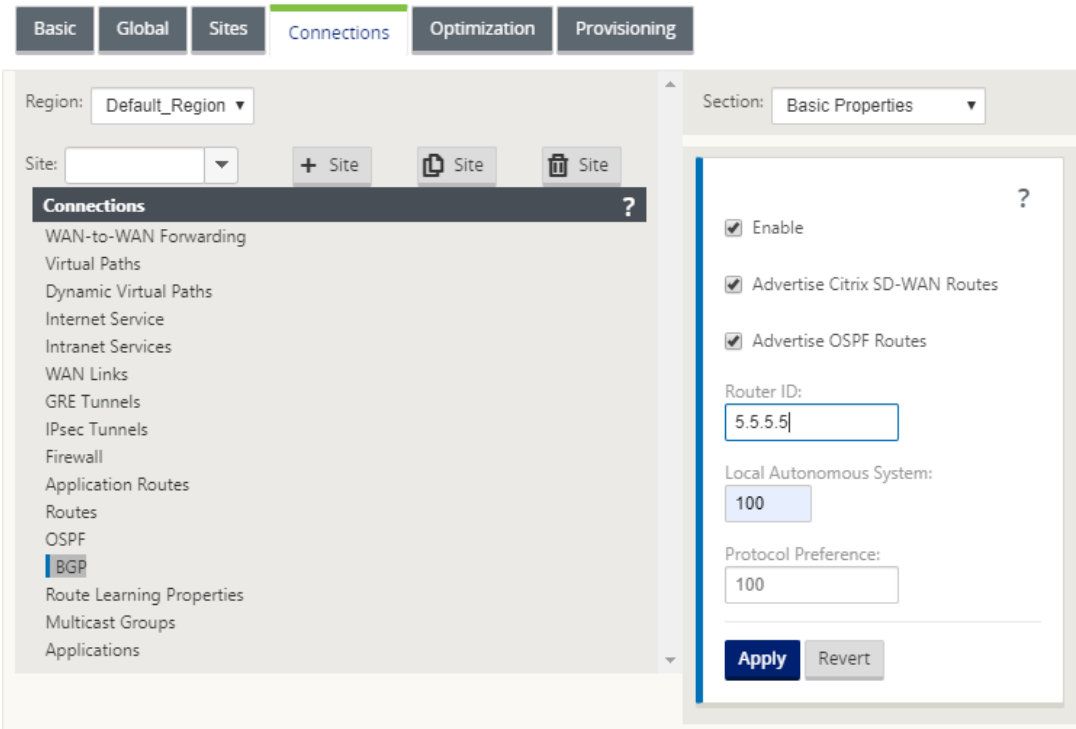 Basic Global Sites Connections Optimization Provisioning
Region: Default_Region
Site: + Site Site Site
Connections ?
WAN-to-WAN Forwarding
Virtual Paths
Dynamic Virtual Paths
Internet Service
Intranet Services
WAN Links
GRE Tunnels
IPsec Tunnels
Firewall
Application Routes
Routes
OSPF
BGP
Route Learning Properties
Multicast Groups
Applications
Section: Basic Properties
?
Enable
Advertise Citrix SD-WAN Routes
Advertise OSPF Routes
Router ID:
5.5.5.5
Local Autonomous System:
100
Protocol Preference:
100
Apply Revert